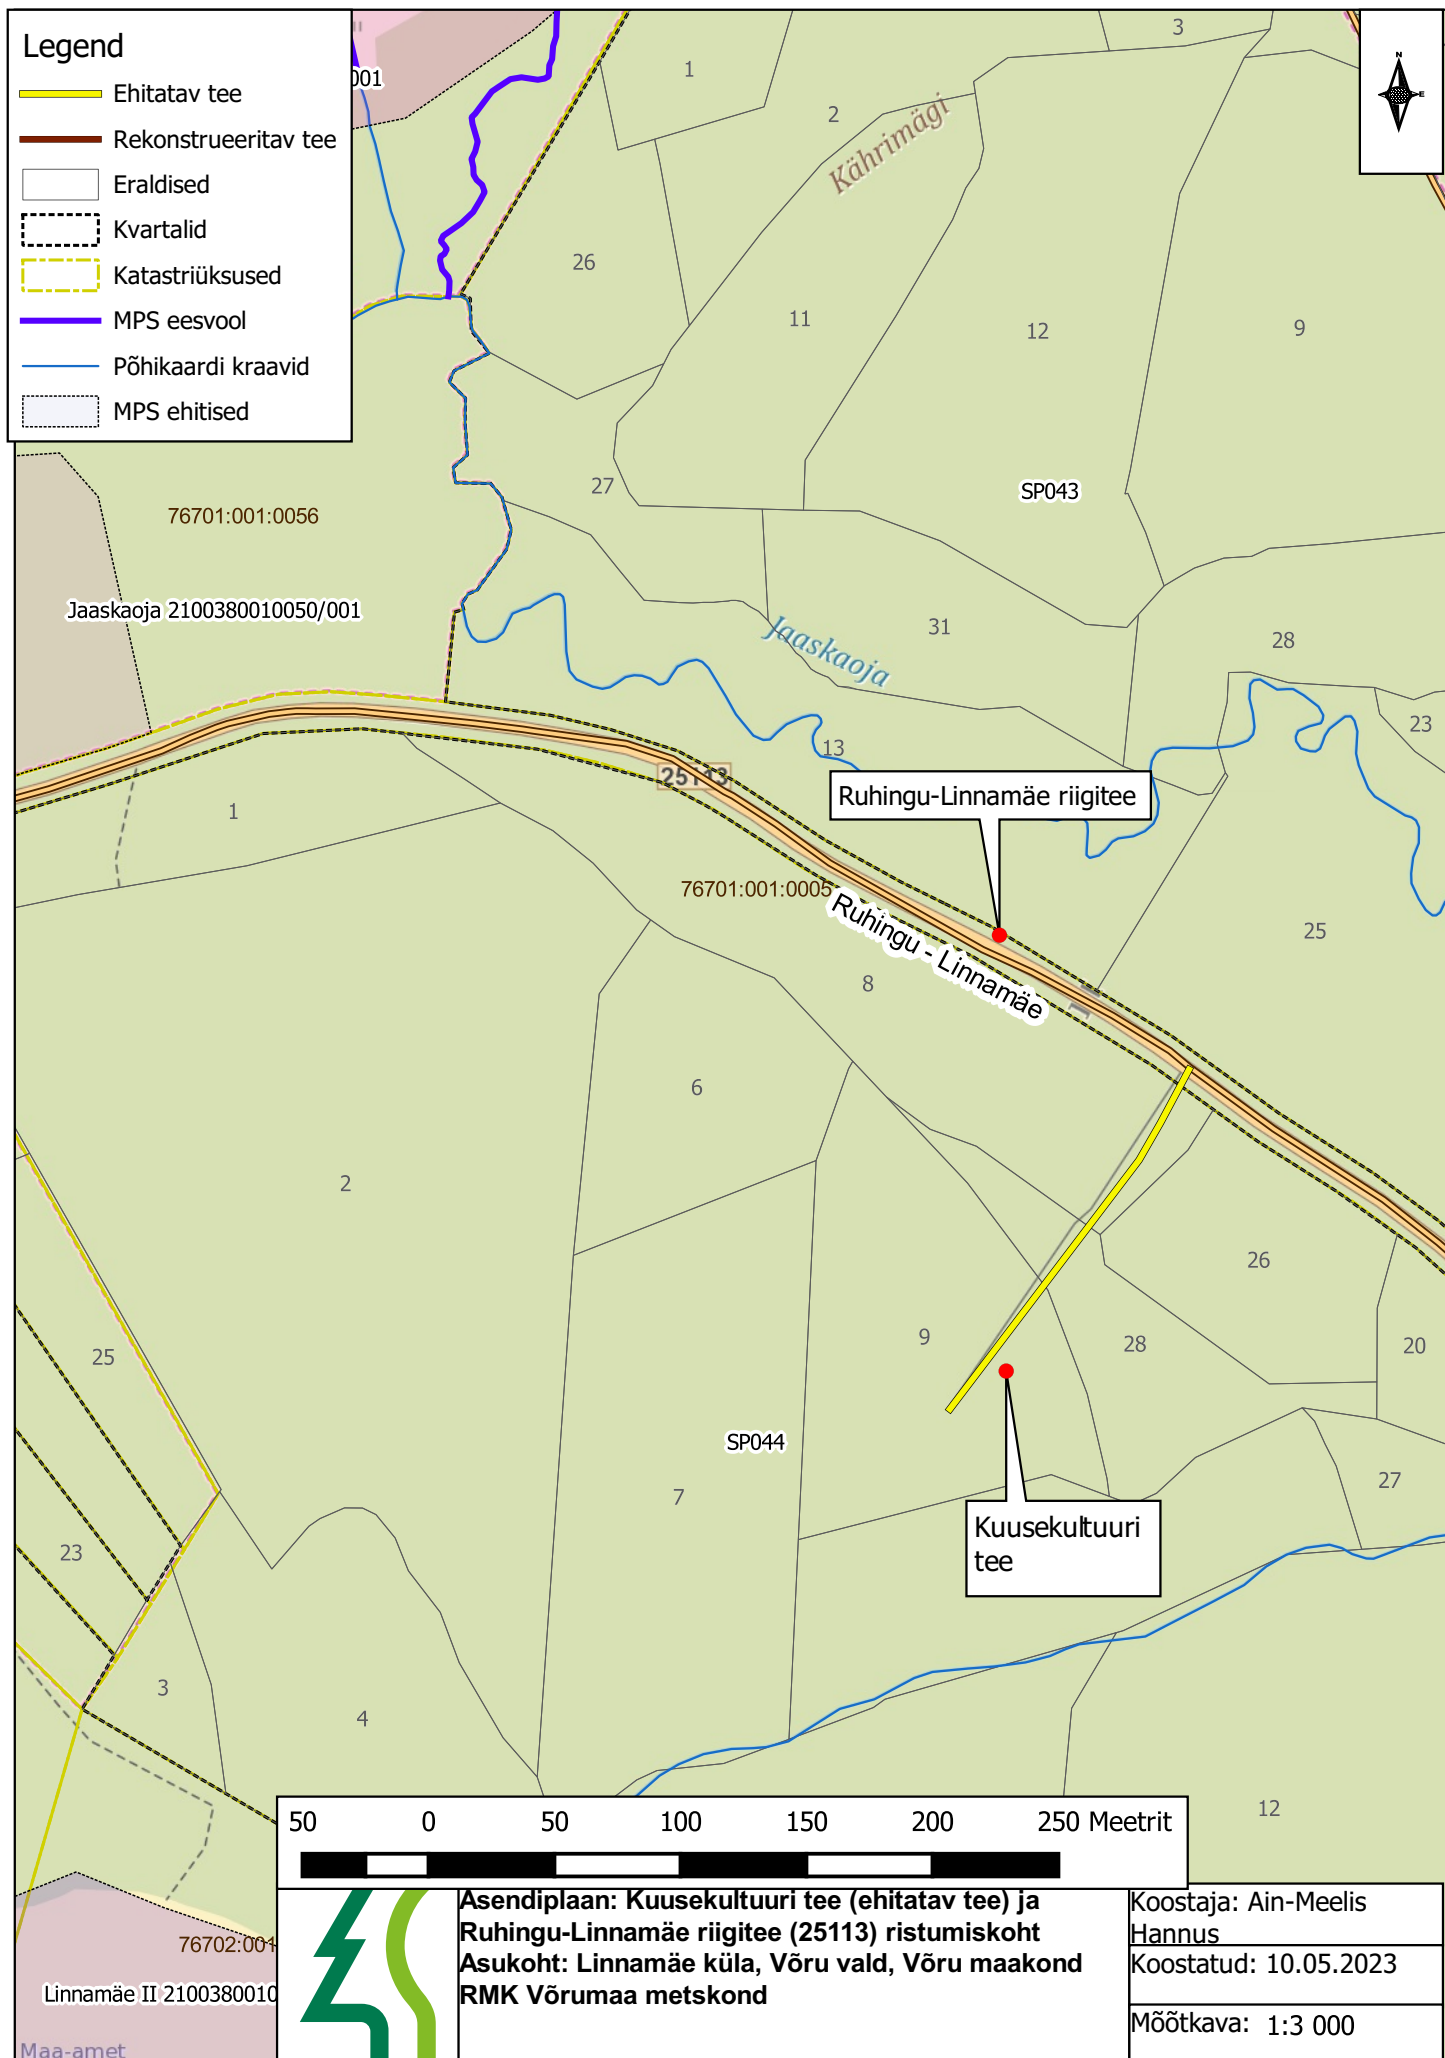 Legend
Ehitatav tee
Rekonstrueeritav tee
Eraldised
Kvartalid
Katastriüksused
MPS eesvool
Põhikaardi kraavid
MPS ehitised
II
001
N
E
1
2
3
Kährimägi
26
11
12
9
27
SP043
76701:001:0056
Jaaskaoja 2100380010050/001
31
Jaaskaoja
28
23
13
25113
Ruhingu-Linnamäe riigitee
1
76701:001:0005
Ruhingu - Linnamäe
25
8
6
2
26
9
28
20
25
SP044
7
27
Kuusekultuuri
tee
23
3
4
12
50 0 50 100 150 200 250 Meetrit
76702:001
Linnamäe II 2100380010
Maa-amet
Asendiplaan: Kuusekultuuri tee (ehitatav tee) ja
Ruhingu-Linnamäe riigitee (25113) ristumiskoht
Asukoht: Linnamäe küla, Võru vald, Võru maakond
RMK Võrumaa metskond
Koostaja: Ain-Meelis
Hannus
Koostatud: 10.05.2023
Mõõtkava: 1:3 000